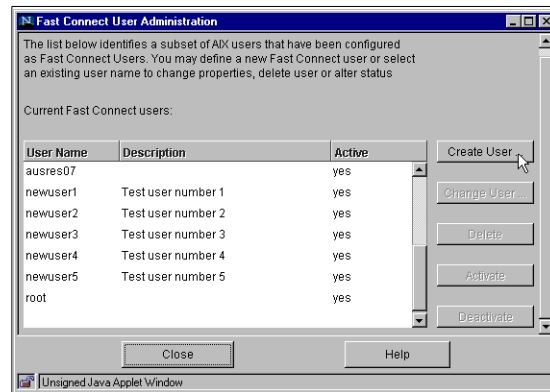 Fast Connect User Administration
The list below identifies a subset of AIX users that have been configured
as Fast Connect Users. You may define a new Fast Connect user or select
an existing user name to change properties, delete user or alter status
Current Fast Connect users:
User Name Description Active
ausres07 yes
newuser1 Test user number 1 yes
newuser2 Test user number 2 yes
newuser3 Test user number 3 yes
newuser4 Test user number 4 yes
newuser5 Test user number 5 yes
root yes
Create User ...
Change User ...
Delete
Activate
Deactivate
Close Help
Unsigned Java Applet Window